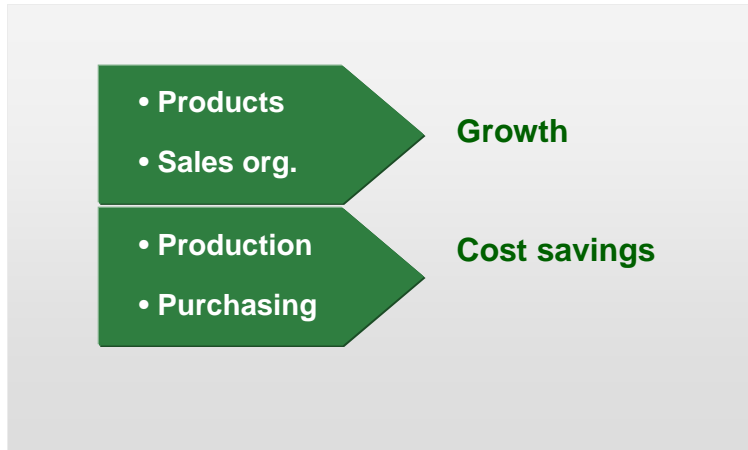 • Products
• Sales org.
Growth
• Production
• Purchasing
Cost savings